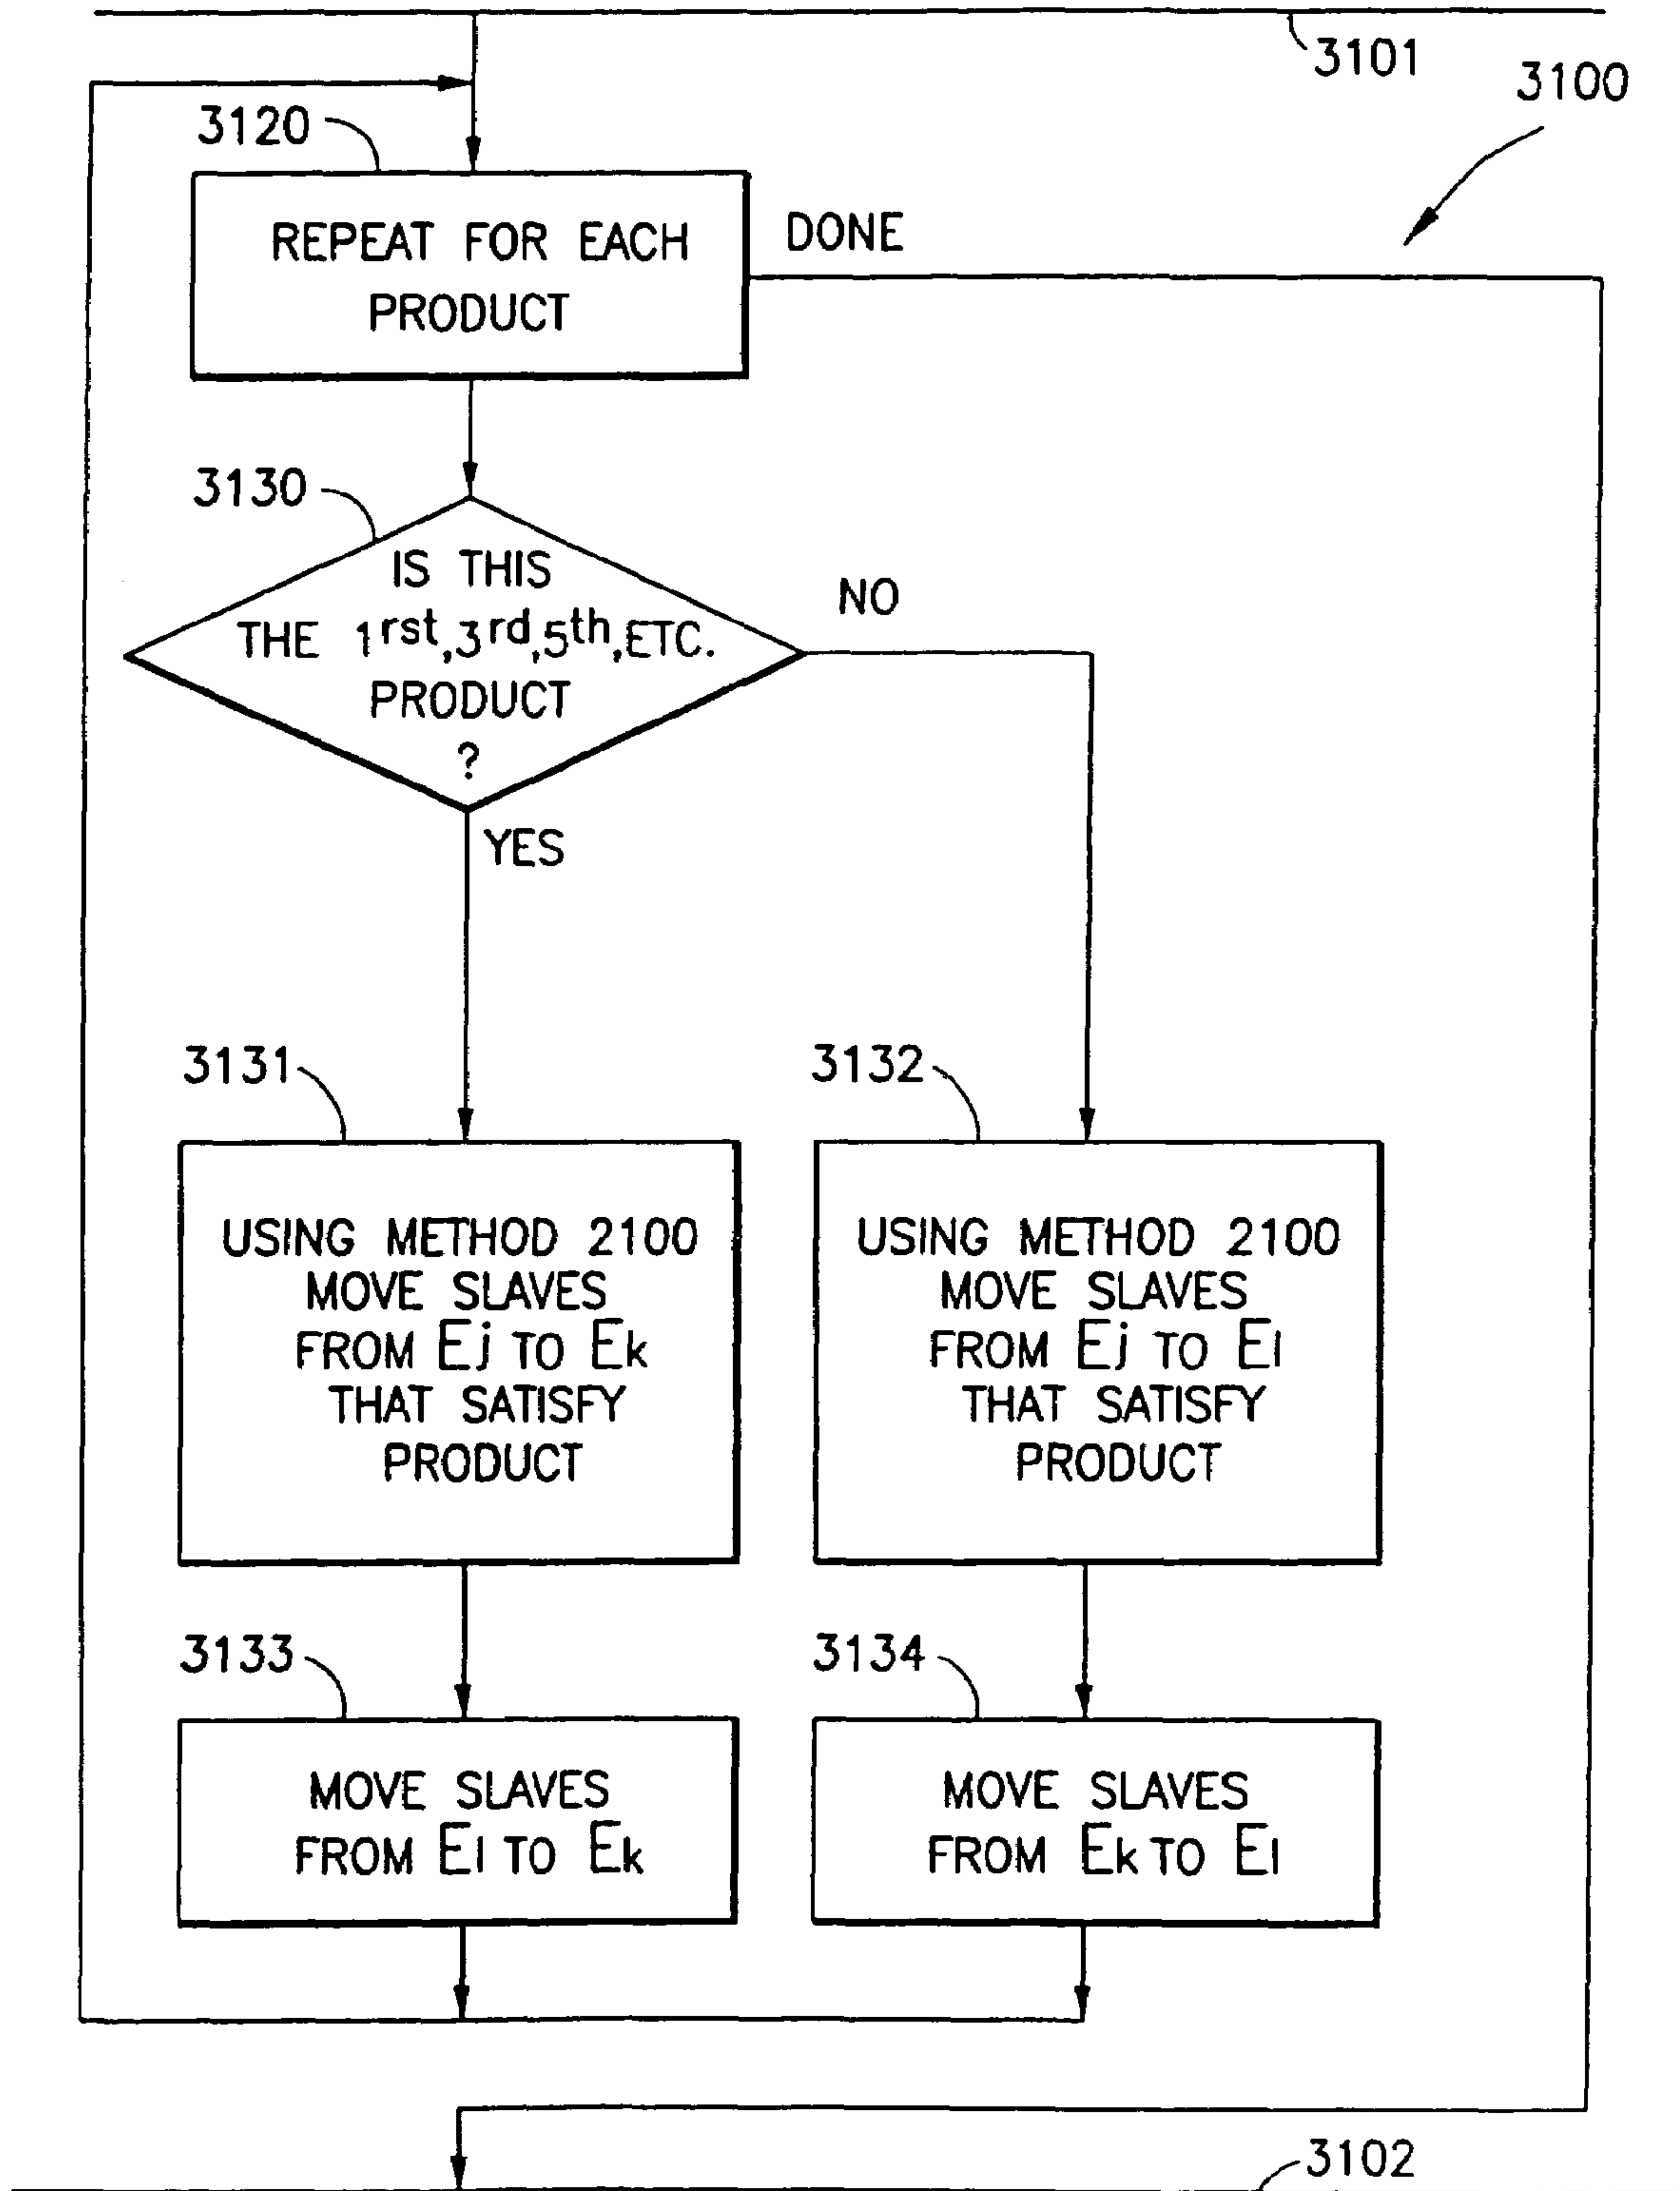 3101
3100
3120
REPEAT FOR EACH
PRODUCT
DONE
3130
IS THIS
THE 1rst,3rd,5th,ETC.
PRODUCT
?
NO
YES
3131
USING METHOD 2100
MOVE SLAVES
FROM Ej TO Ek
THAT SATISFY
PRODUCT
3132
USING METHOD 2100
MOVE SLAVES
FROM Ej TO El
THAT SATISFY
PRODUCT
3133
MOVE SLAVES
FROM El TO Ek
3134
MOVE SLAVES
FROM Ek TO El
3102